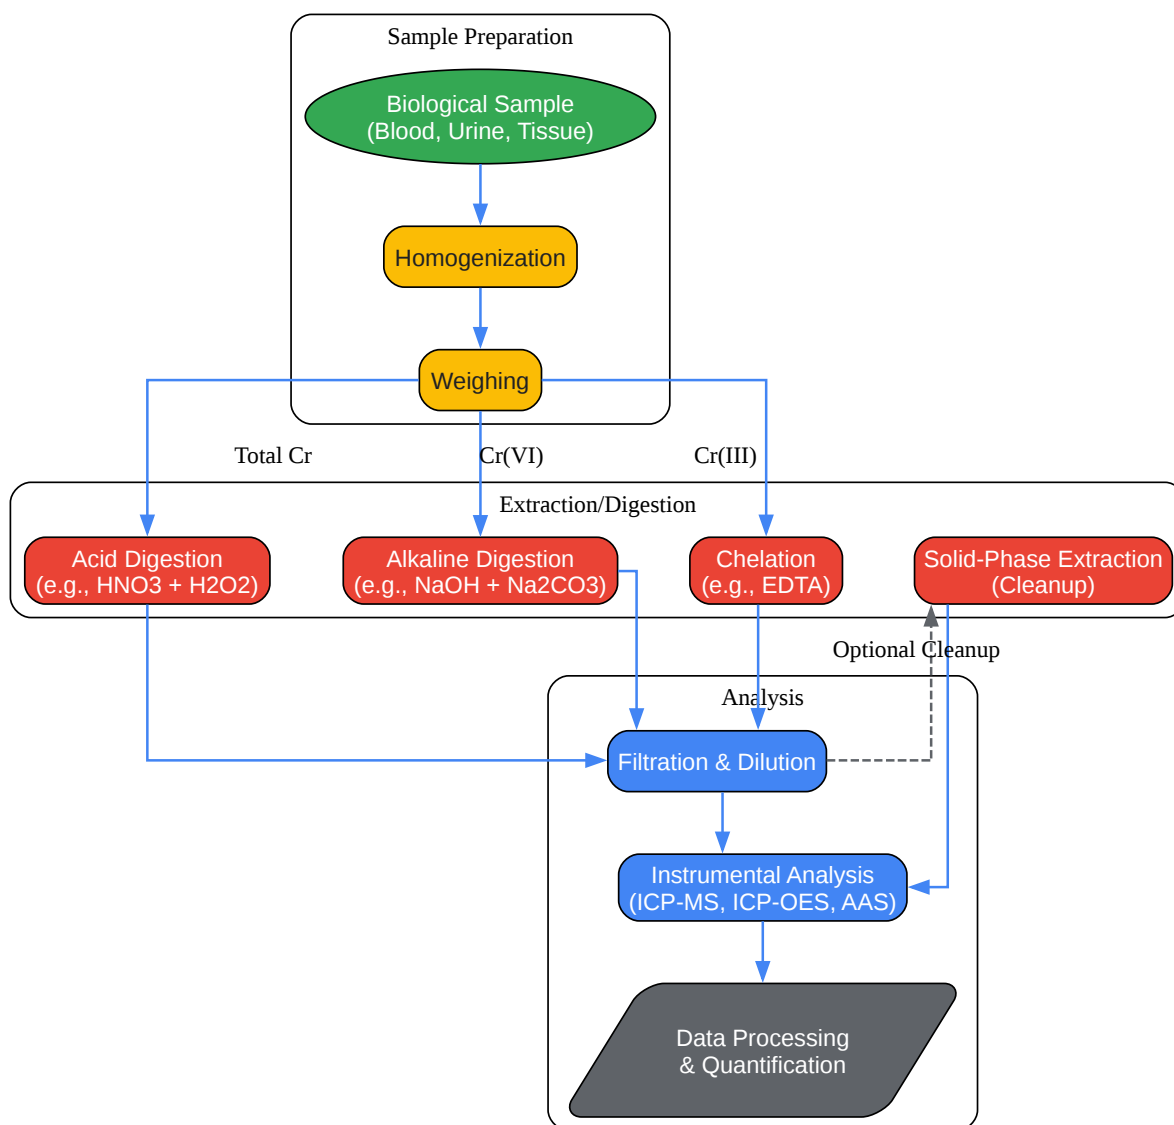 Sample Preparation
Biological Sample
(Blood, Urine, Tissue)
Homogenization
Weighing
Total Cr
Cr(VI)
Cr(III)
Extraction/Digestion
Acid Digestion
(e.g., HNO3 + H2O2)
Alkaline Digestion
(e.g., NaOH + Na2CO3)
Chelation
(e.g., EDTA)
Solid-Phase Extraction
(Cleanup)
Optional Cleanup
Analysis
Filtration & Dilution
Instrumental Analysis
(ICP-MS, ICP-OES, AAS)
Data Processing
& Quantification